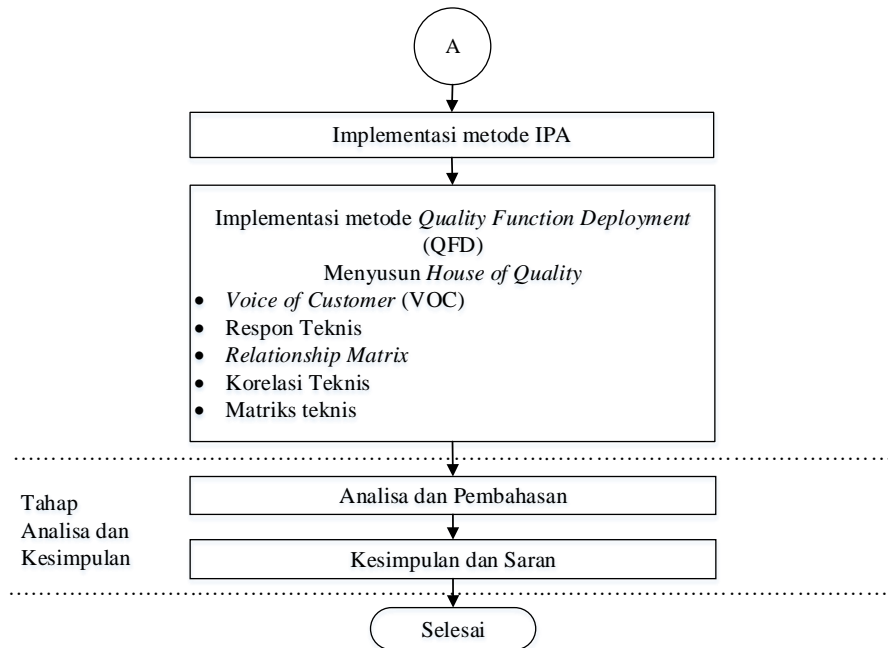 A
Implementasi metode IPA
Implementasi metode Quality Function Deployment
(QFD)
Menyusun House of Quality
• Voice of Customer (VOC)
• Respon Teknis
• Relationship Matrix
• Korelasi Teknis
• Matriks teknis
Tahap
Analisa dan
Kesimpulan
Analisa dan Pembahasan
Kesimpulan dan Saran
Selesai